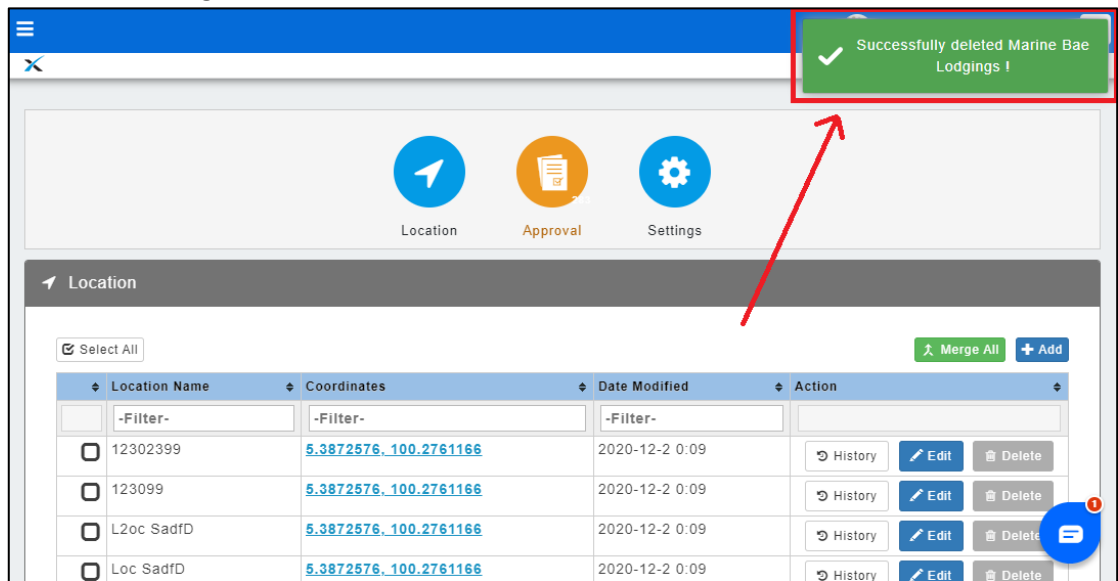 Successfully deleted Marine Bae
Lodgings !
Location Approval Settings
Location
Select All Merge All Add
Location Name Coordinates Date Modified Action
-Filter- -Filter- -Filter-
12302399 5.3872576, 100.2761166 2020-12-2 0:09 History Edit Delete
123099 5.3872576, 100.2761166 2020-12-2 0:09 History Edit Delete
1
L2oc SadfD 5.3872576, 100.2761166 2020-12-2 0:09 History Edit Delete
Loc SadfD 5.3872576, 100.2761166 2020-12-2 0:09 History Edit Delete